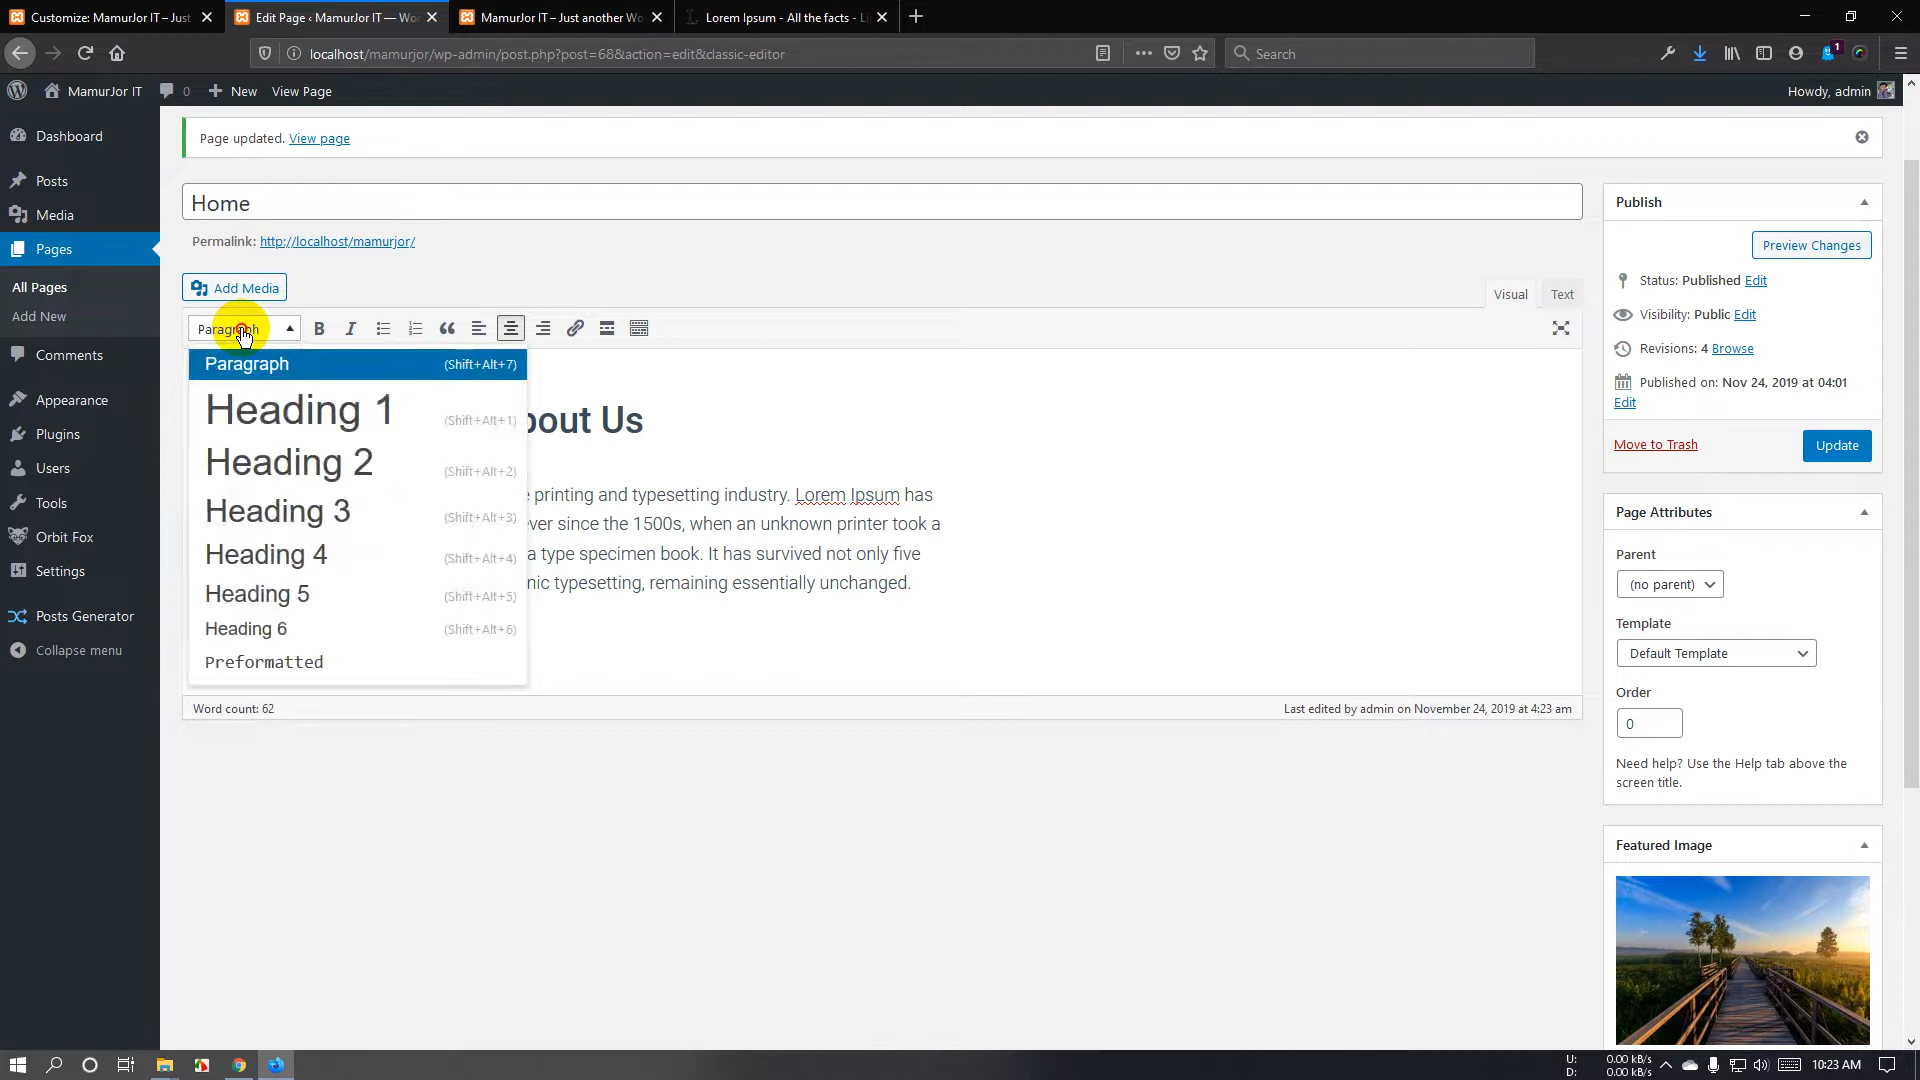 Customize: MamurJor IT – Just
Edit Page ‹ MamurJor IT — Wo
MamurJor IT – Just another Wo
Lorem Ipsum - All the facts - Li
localhost/mamurjor/wp-admin/post.php?post=68&action=edit&classic-editor
Search
1
MamurJor IT
0
New
View Page
Howdy, admin
Dashboard
Posts
Media
Pages
All Pages
Add New
Comments
Appearance
Plugins
Users
Tools
Orbit Fox
Settings
Posts Generator
Collapse menu
Page updated. View page
Home
Permalink: http://localhost/mamurjor/
Add Media
Visual
Text
Paragraph
Paragraph (Shift+Alt+7)
Heading 1 (Shift+Alt+1)
Heading 2 (Shift+Alt+2)
Heading 3 (Shift+Alt+3)
Heading 4 (Shift+Alt+4)
Heading 5 (Shift+Alt+5)
Heading 6 (Shift+Alt+6)
Preformatted
bout Us
printing and typesetting industry. Lorem Ipsum has
ever since the 1500s, when an unknown printer took a
a type specimen book. It has survived not only five
nic typesetting, remaining essentially unchanged.
Word count: 62
Last edited by admin on November 24, 2019 at 4:23 am
Publish
Preview Changes
Status: Published Edit
Visibility: Public Edit
Revisions: 4 Browse
Published on: Nov 24, 2019 at 04:01
Edit
Move to Trash
Update
Page Attributes
Parent
(no parent)
Template
Default Template
Order
0
Need help? Use the Help tab above the
screen title.
Featured Image
U: 0.00 kB/s
D: 0.00 kB/s
10:23 AM